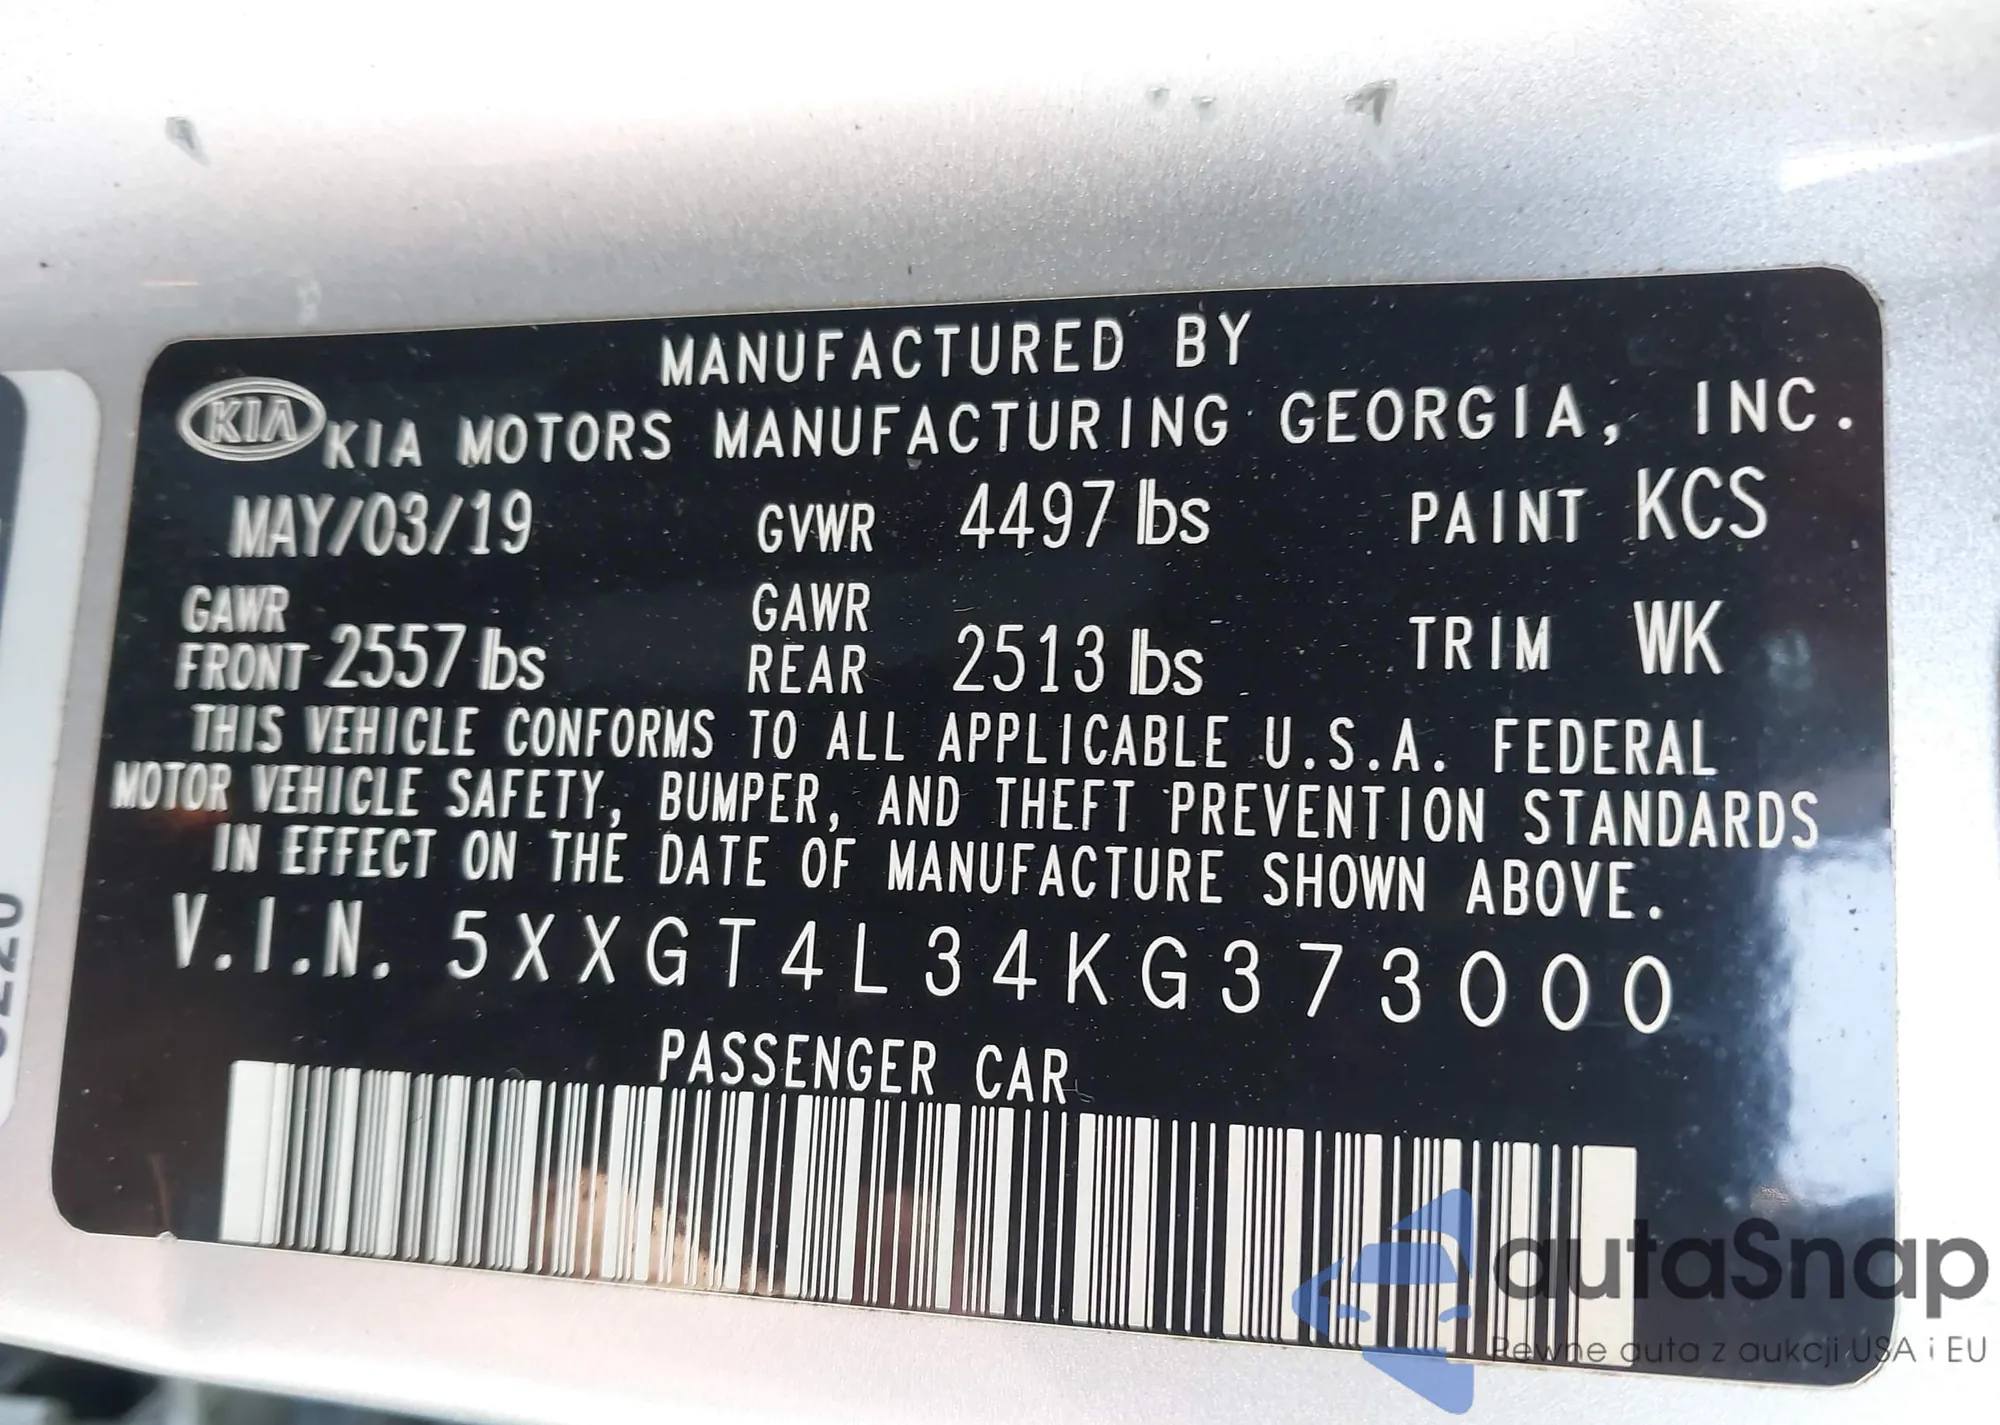 MANUFACTURED BY
KIA KIA MOTORS MANUFACTURING GEORGIA, INC.
MAY/03/19 GVWR 4497 lbs PAINT KCS
GAWR FRONT 2557 lbs GAWR REAR 2513 lbs TRIM WK
THIS VEHICLE CONFORMS TO ALL APPLICABLE U.S.A. FEDERAL
MOTOR VEHICLE SAFETY, BUMPER, AND THEFT PREVENTION STANDARDS
IN EFFECT ON THE DATE OF MANUFACTURE SHOWN ABOVE.
V.I.N. 5XXGT4L34KG373000
PASSENGER CAR
autaSnap
Pewne auta z aukcji USA i EU